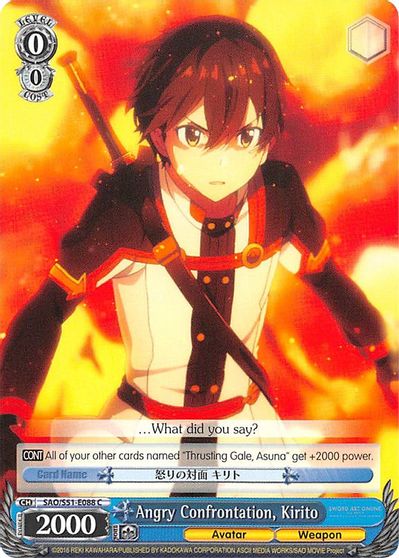 LEVEL
0
0
COST
…What did you say?
CONT All of your other cards named "Thrusting Gale, Asuna" get +2000 power.
Card Name
怒りの対面 キリト
CH
SAO/SS1-E088 C
Angry Confrontation, Kirito
SWORD ART ONLINE
2000
Avatar
Weapon
©2016 REKI KAWAHARA/PUBLISHED BY KADOKAWA CORPORATION ASCII MEDIA WORKS/SAO MOVIE Project